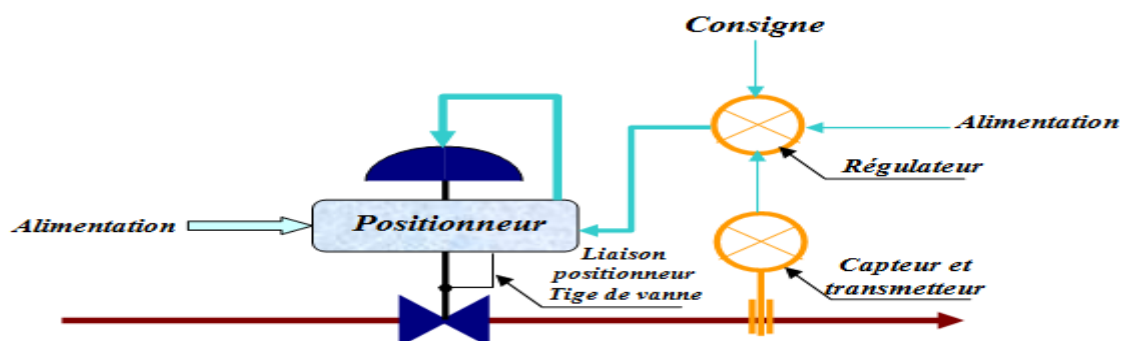 Consigne
Alimentation
Régulateur
Alimentation
Positionneur
Liaison
positionneur
Tige de vanne
Capteur et
transmetteur